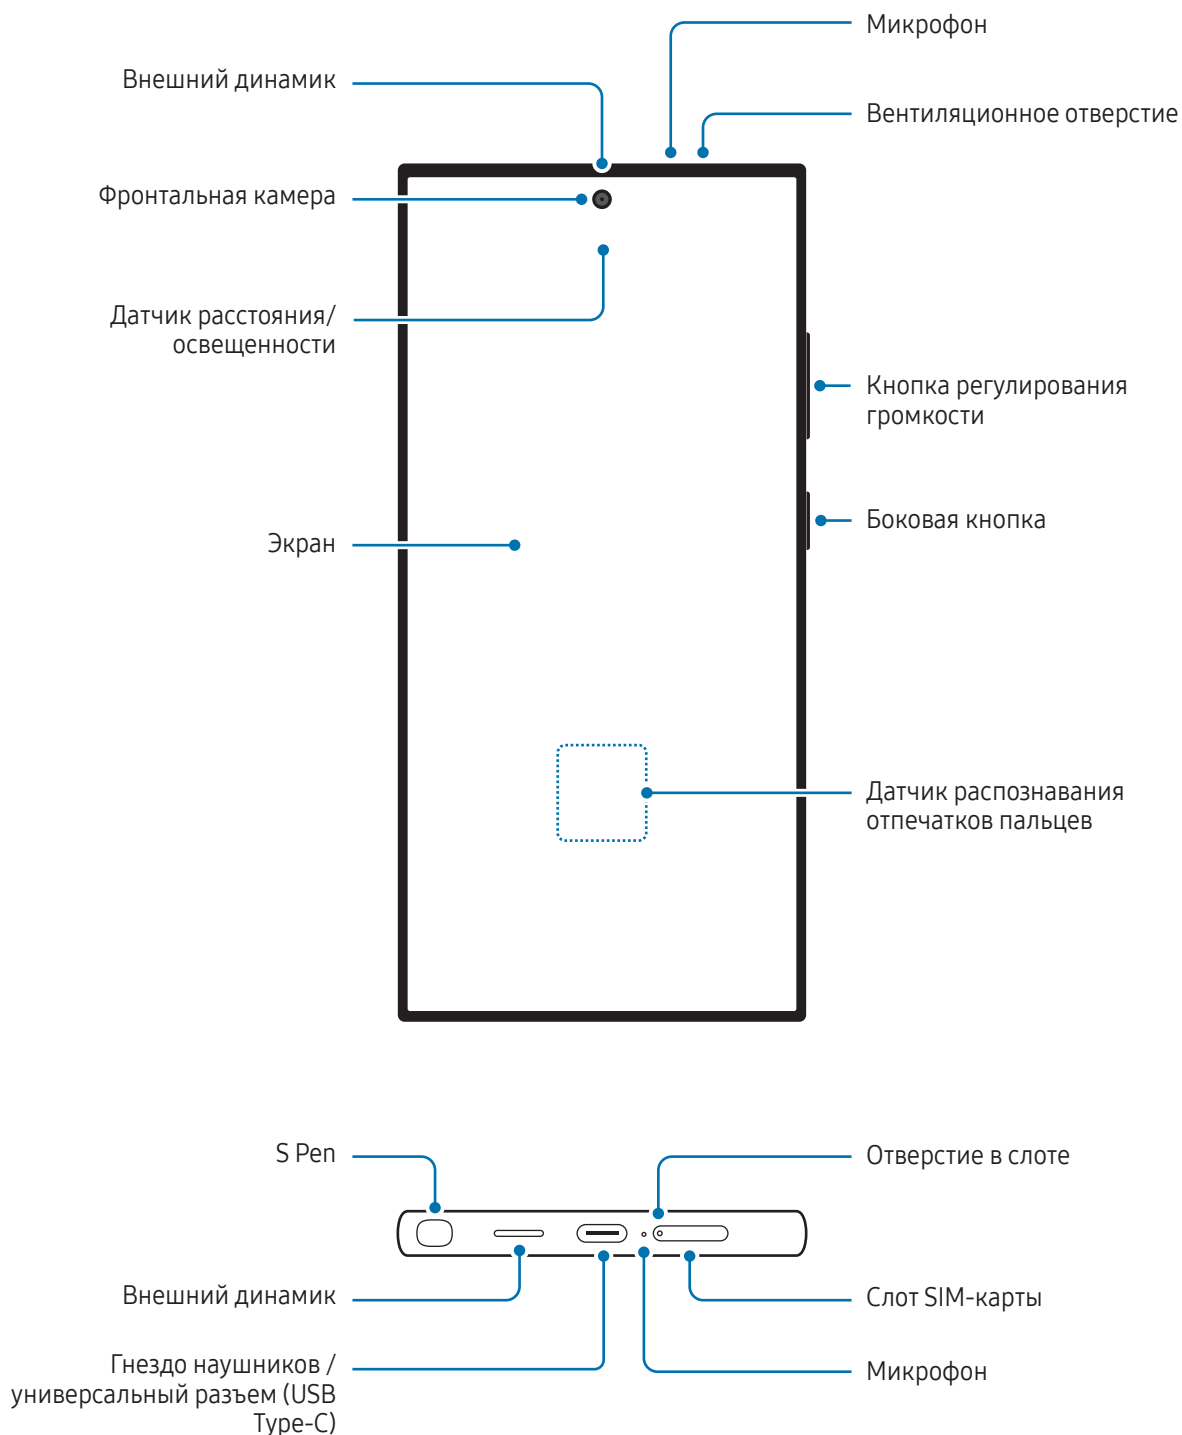 Микрофон
Внешний динамик
Вентиляционное отверстие
Фронтальная камера
Датчик расстояния/
освещенности
Кнопка регулирования
громкости
Боковая кнопка
Экран
Датчик распознавания
отпечатков пальцев
S Pen
Отверстие в слоте
Внешний динамик
Слот SIM-карты
Гнездо наушников /
универсальный разъем (USB
Type-C)
Микрофон